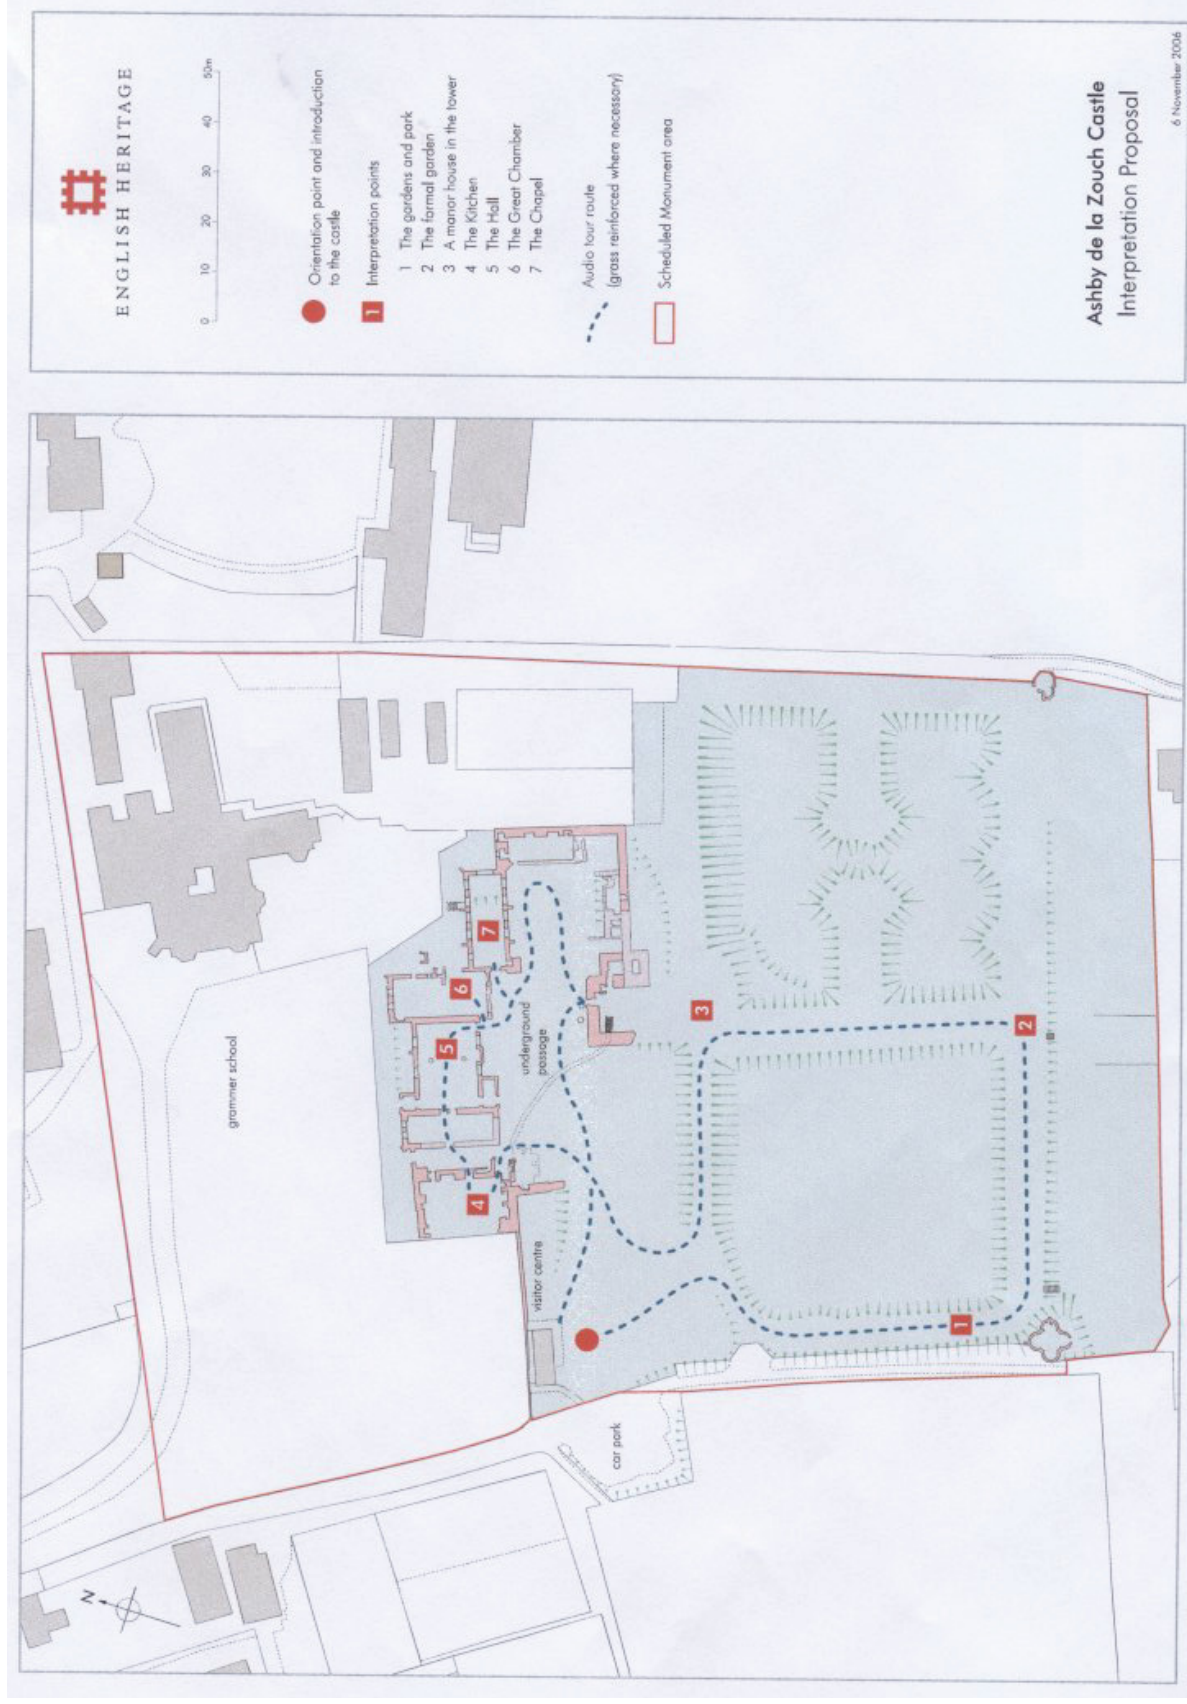 ENGLISH HERITAGE
0 10 20 30 40 50m
Orientation point and introduction
to the castle
1 Interpretation points
1 The gardens and park
2 The formal garden
3 A manor house in the tower
4 The Kitchen
5 The Hall
6 The Great Chamber
7 The Chapel
Audio tour route
(grass reinforced where necessary)
Scheduled Monument area
Ashby de la Zouch Castle
Interpretation Proposal
6 November 2006
N
grammer school
car park
visitor centre
underground
passage
4
5
6
7
3
1
2